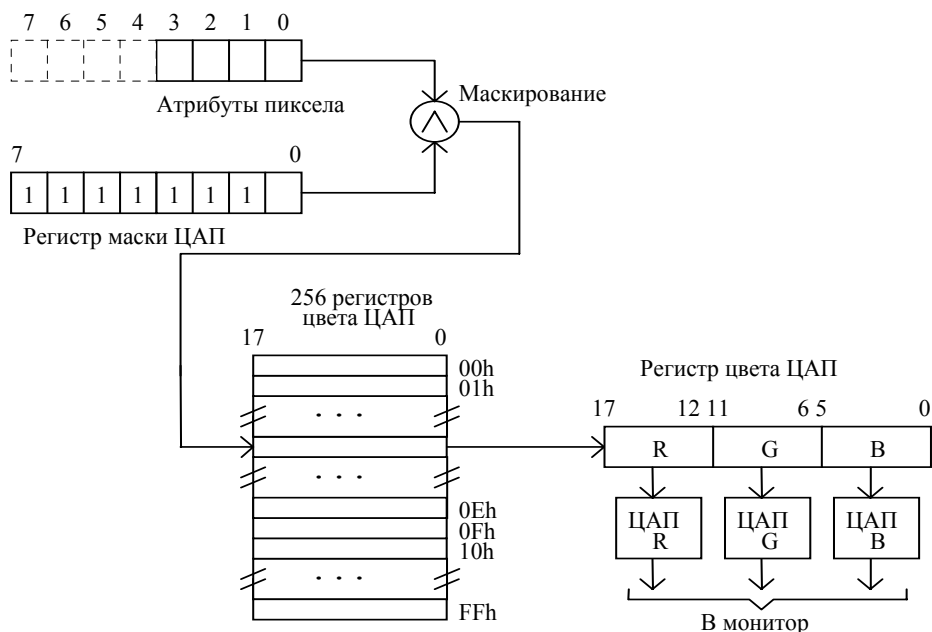 7 6 5 4 3 2 1 0
Атрибуты пиксела
Маскирование
7 0
1 1 1 1 1 1 1
Регистр маски ЦАП
256 регистров
цвета ЦАП
17 0
00h
01h
. . .
. . .
0Eh
0Fh
10h
. . .
FFh
Регистр цвета ЦАП
17 12 11 6 5 0
R G B
ЦАП R
ЦАП G
ЦАП B
В монитор